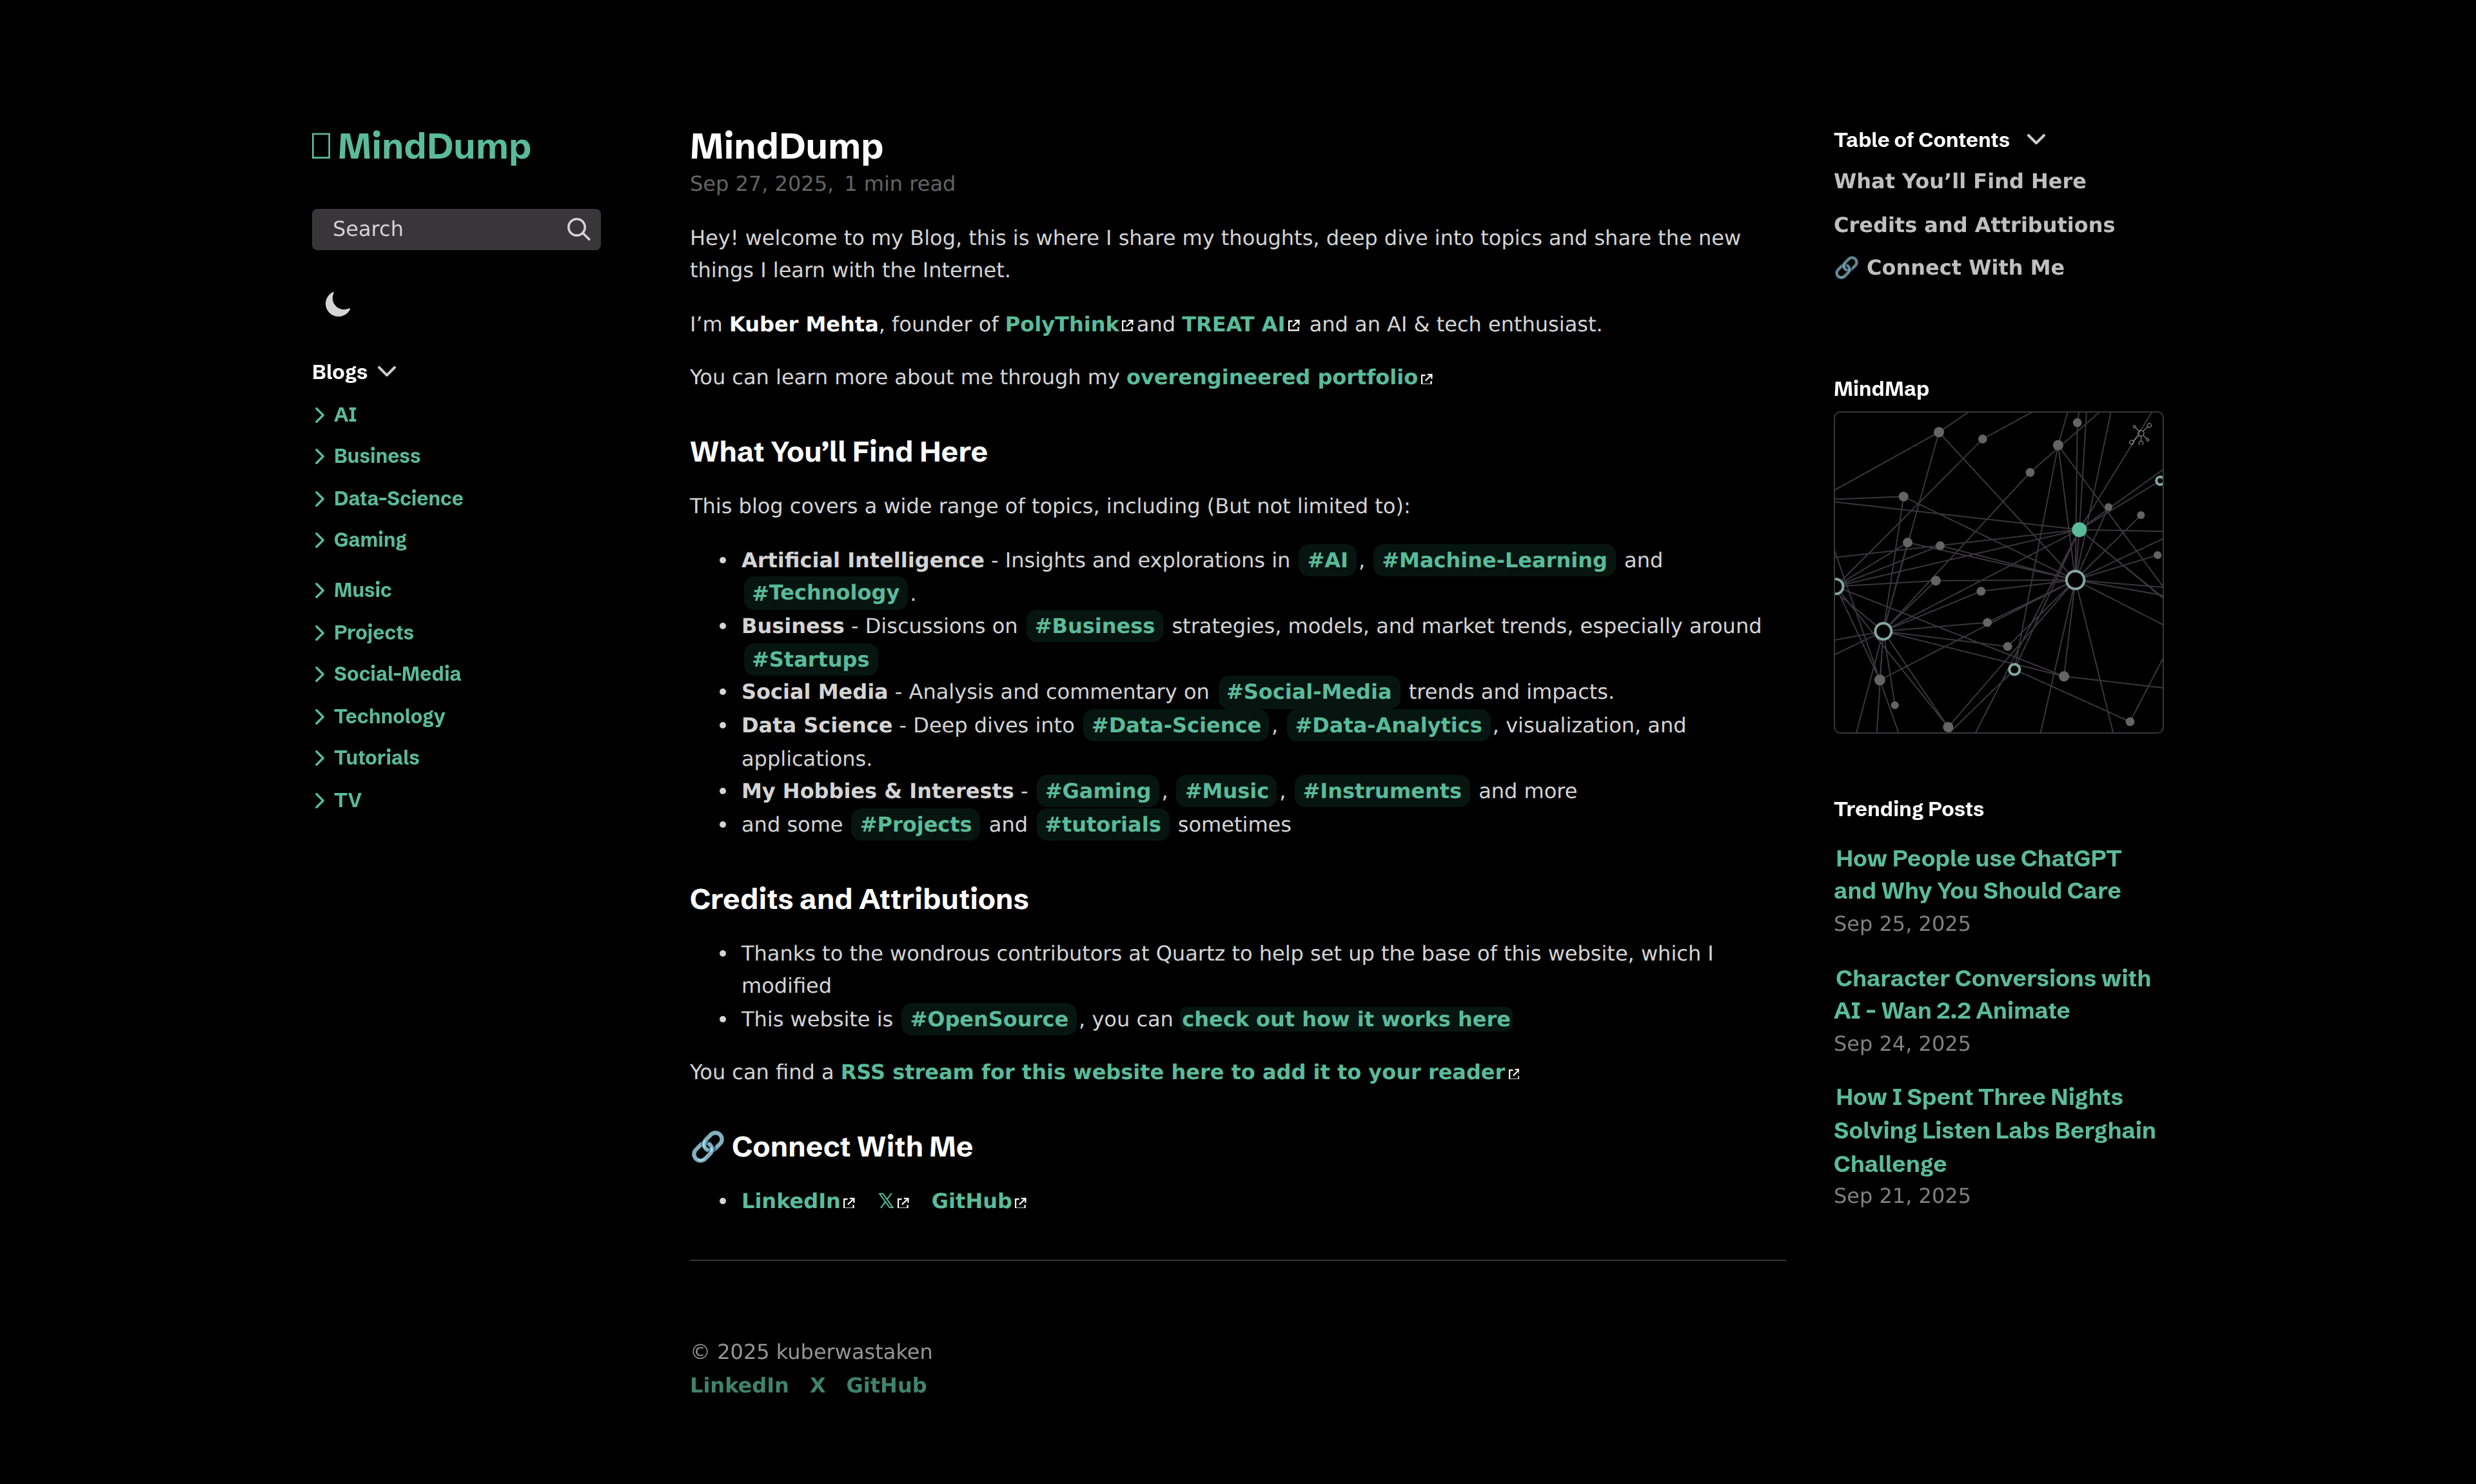 MindDump
Search
Blogs
AI
Business
Data-Science
Gaming
Music
Projects
Social-Media
Technology
Tutorials
TV
MindDump
Sep 27, 2025, 1 min read
Hey! welcome to my Blog, this is where I share my thoughts, deep dive into topics and share the new
things I learn with the Internet.
I’m Kuber Mehta, founder of PolyThink and TREAT AI and an AI & tech enthusiast.
You can learn more about me through my overengineered portfolio
What You’ll Find Here
This blog covers a wide range of topics, including (But not limited to):
• Artificial Intelligence - Insights and explorations in #AI, #Machine-Learning and
#Technology.
• Business - Discussions on #Business strategies, models, and market trends, especially around
#Startups
• Social Media - Analysis and commentary on #Social-Media trends and impacts.
• Data Science - Deep dives into #Data-Science, #Data-Analytics, visualization, and
applications.
• My Hobbies & Interests - #Gaming, #Music, #Instruments and more
• and some #Projects and #tutorials sometimes
Credits and Attributions
• Thanks to the wondrous contributors at Quartz to help set up the base of this website, which I
modified
• This website is #OpenSource, you can check out how it works here
You can find a RSS stream for this website here to add it to your reader
🔗 Connect With Me
• LinkedIn 𝕏 GitHub
© 2025 kuberwastaken
LinkedIn X GitHub
Table of Contents
What You’ll Find Here
Credits and Attributions
🔗 Connect With Me
MindMap
Trending Posts
How People use ChatGPT
and Why You Should Care
Sep 25, 2025
Character Conversions with
AI - Wan 2.2 Animate
Sep 24, 2025
How I Spent Three Nights
Solving Listen Labs Berghain
Challenge
Sep 21, 2025